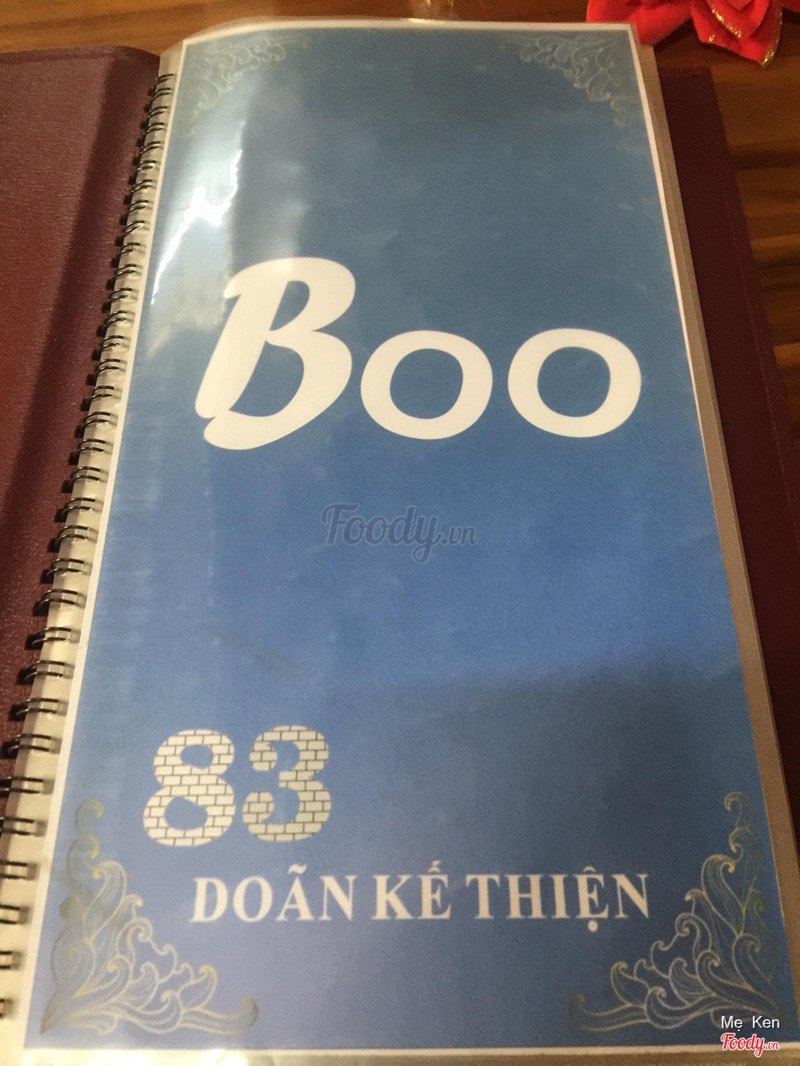 Boo
Foody.vn
83
DOÃN KẾ THIỆN
Mẹ Ken
Foody.vn